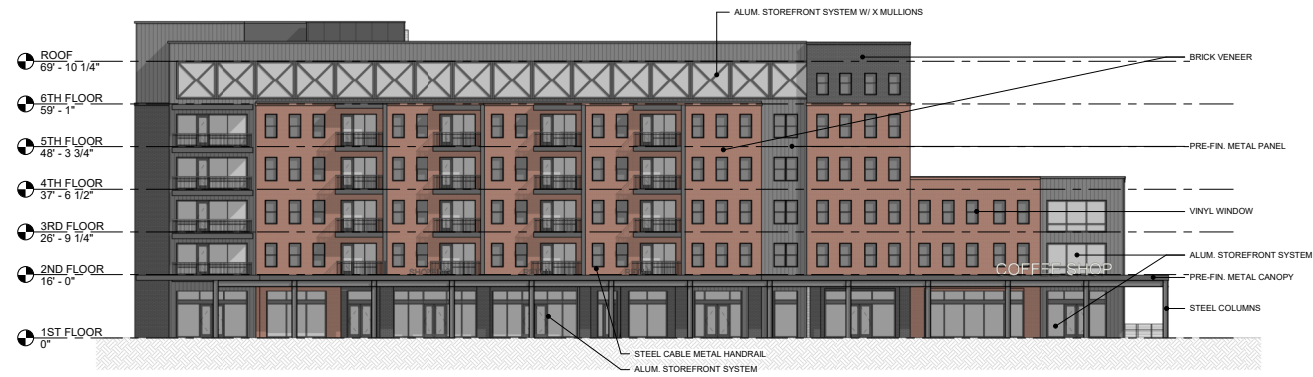 ALUM. STOREFRONT SYSTEM W/ X MULLIONS
ROOF
69' - 10 1/4"
BRICK VENEER
6TH FLOOR
59' - 1"
5TH FLOOR
48' - 3 3/4"
PRE-FIN. METAL PANEL
4TH FLOOR
37' - 6 1/2"
VINYL WINDOW
3RD FLOOR
26' - 9 1/4"
ALUM. STOREFRONT SYSTEM
2ND FLOOR
16' - 0"
COFFEE SHOP
PRE-FIN. METAL CANOPY
STEEL COLUMNS
1ST FLOOR
0"
STEEL CABLE METAL HANDRAIL
ALUM. STOREFRONT SYSTEM